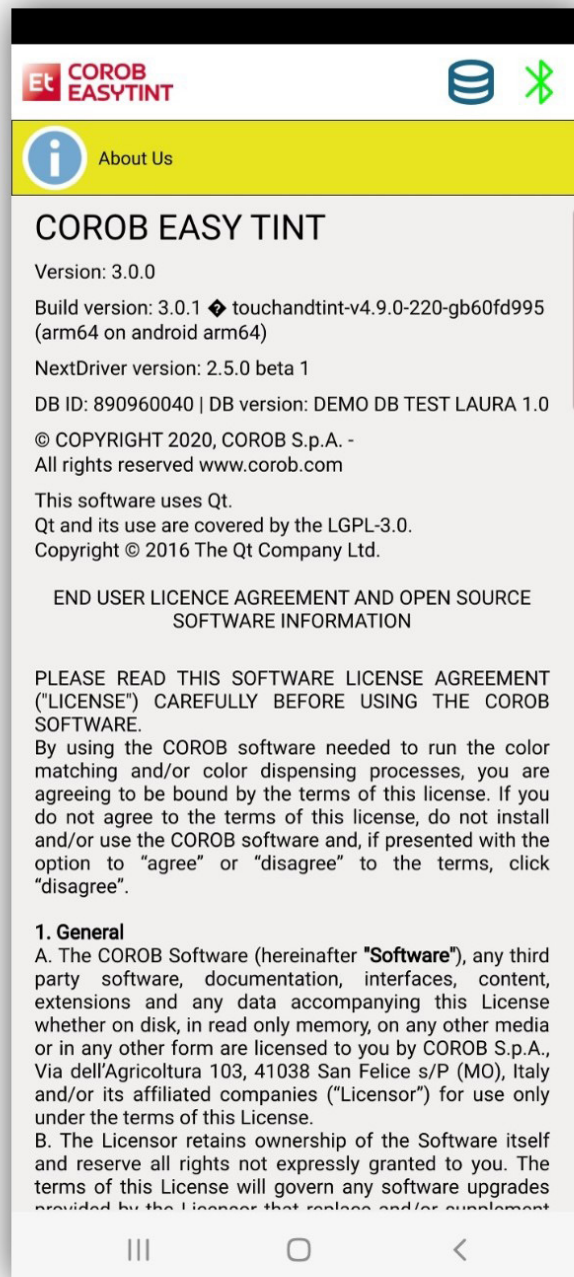 Et COROB
EASYTINT
About Us
COROB EASY TINT
Version: 3.0.0
Build version: 3.0.1 � touchandtint-v4.9.0-220-gb60fd995
(arm64 on android arm64)
NextDriver version: 2.5.0 beta 1
DB ID: 890960040 | DB version: DEMO DB TEST LAURA 1.0
© COPYRIGHT 2020, COROB S.p.A. -
All rights reserved www.corob.com
This software uses Qt.
Qt and its use are covered by the LGPL-3.0.
Copyright © 2016 The Qt Company Ltd.
END USER LICENCE AGREEMENT AND OPEN SOURCE
SOFTWARE INFORMATION
PLEASE READ THIS SOFTWARE LICENSE AGREEMENT
("LICENSE") CAREFULLY BEFORE USING THE COROB
SOFTWARE.
By using the COROB software needed to run the color
matching and/or color dispensing processes, you are
agreeing to be bound by the terms of this license. If you
do not agree to the terms of this license, do not install
and/or use the COROB software and, if presented with the
option to “agree” or “disagree” to the terms, click
“disagree”.
1. General
A. The COROB Software (hereinafter "Software"), any third
party software, documentation, interfaces, content,
extensions and any data accompanying this License
whether on disk, in read only memory, on any other media
or in any other form are licensed to you by COROB S.p.A.,
Via dell’Agricoltura 103, 41038 San Felice s/P (MO), Italy
and/or its affiliated companies (“Licensor”) for use only
under the terms of this License.
B. The Licensor retains ownership of the Software itself
and reserve all rights not expressly granted to you. The
terms of this License will govern any software upgrades
provided by the Licensor that replace and/or supplement